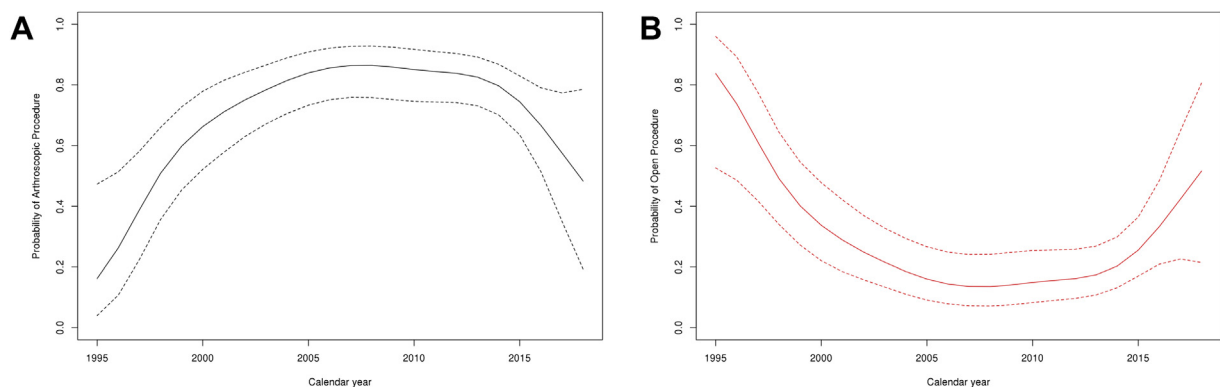 A
Probability of Arthroscopic Procedure
1.0
0.8
0.6
0.4
0.2
0.0
1995 2000 2005 2010 2015
Calendar year
B
Probability of Open Procedure
1.0
0.8
0.6
0.4
0.2
0.0
1995 2000 2005 2010 2015
Calendar year